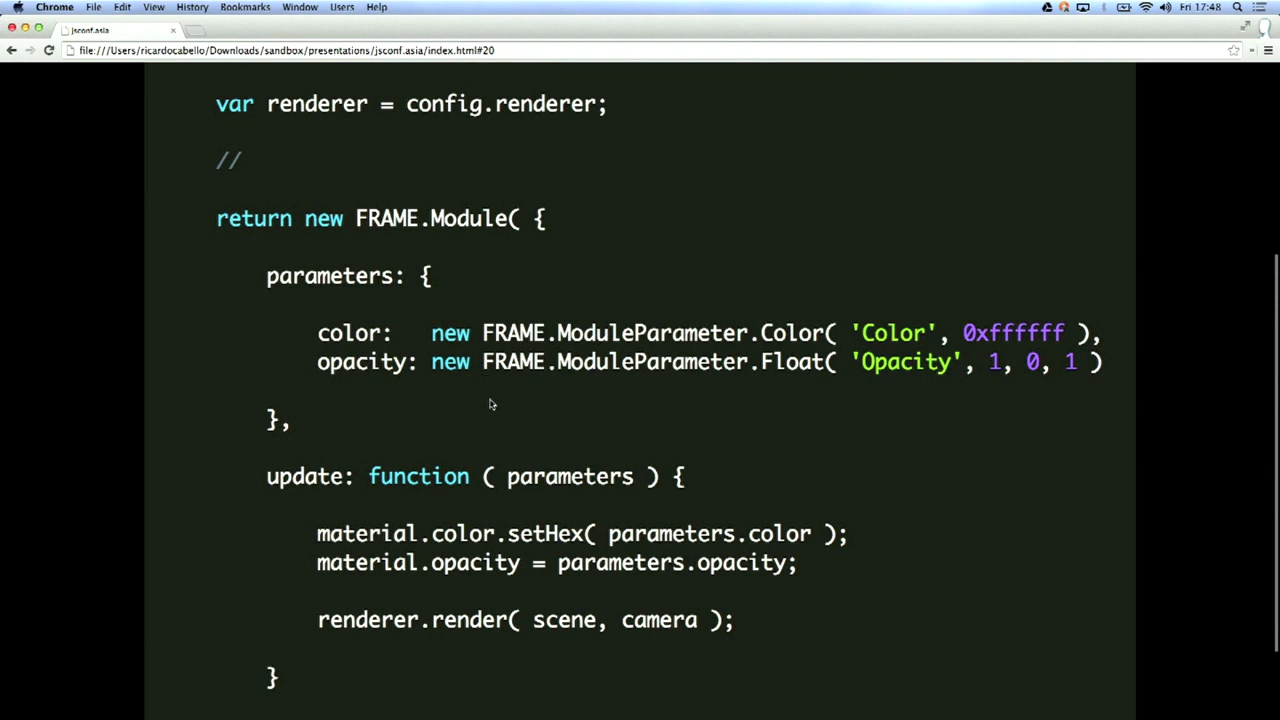 Chrome File Edit View History Bookmarks Window Users Help Fri 17:48
jsconf.asia
file:///Users/ricardocabello/Downloads/sandbox/presentations/jsconf.asia/index.html#20
var renderer = config.renderer;
//
return new FRAME.Module( {
parameters: {
color: new FRAME.ModuleParameter.Color( 'Color', 0xffffff ),
opacity: new FRAME.ModuleParameter.Float( 'Opacity', 1, 0, 1 )
},
update: function ( parameters ) {
material.color.setHex( parameters.color );
material.opacity = parameters.opacity;
renderer.render( scene, camera );
}